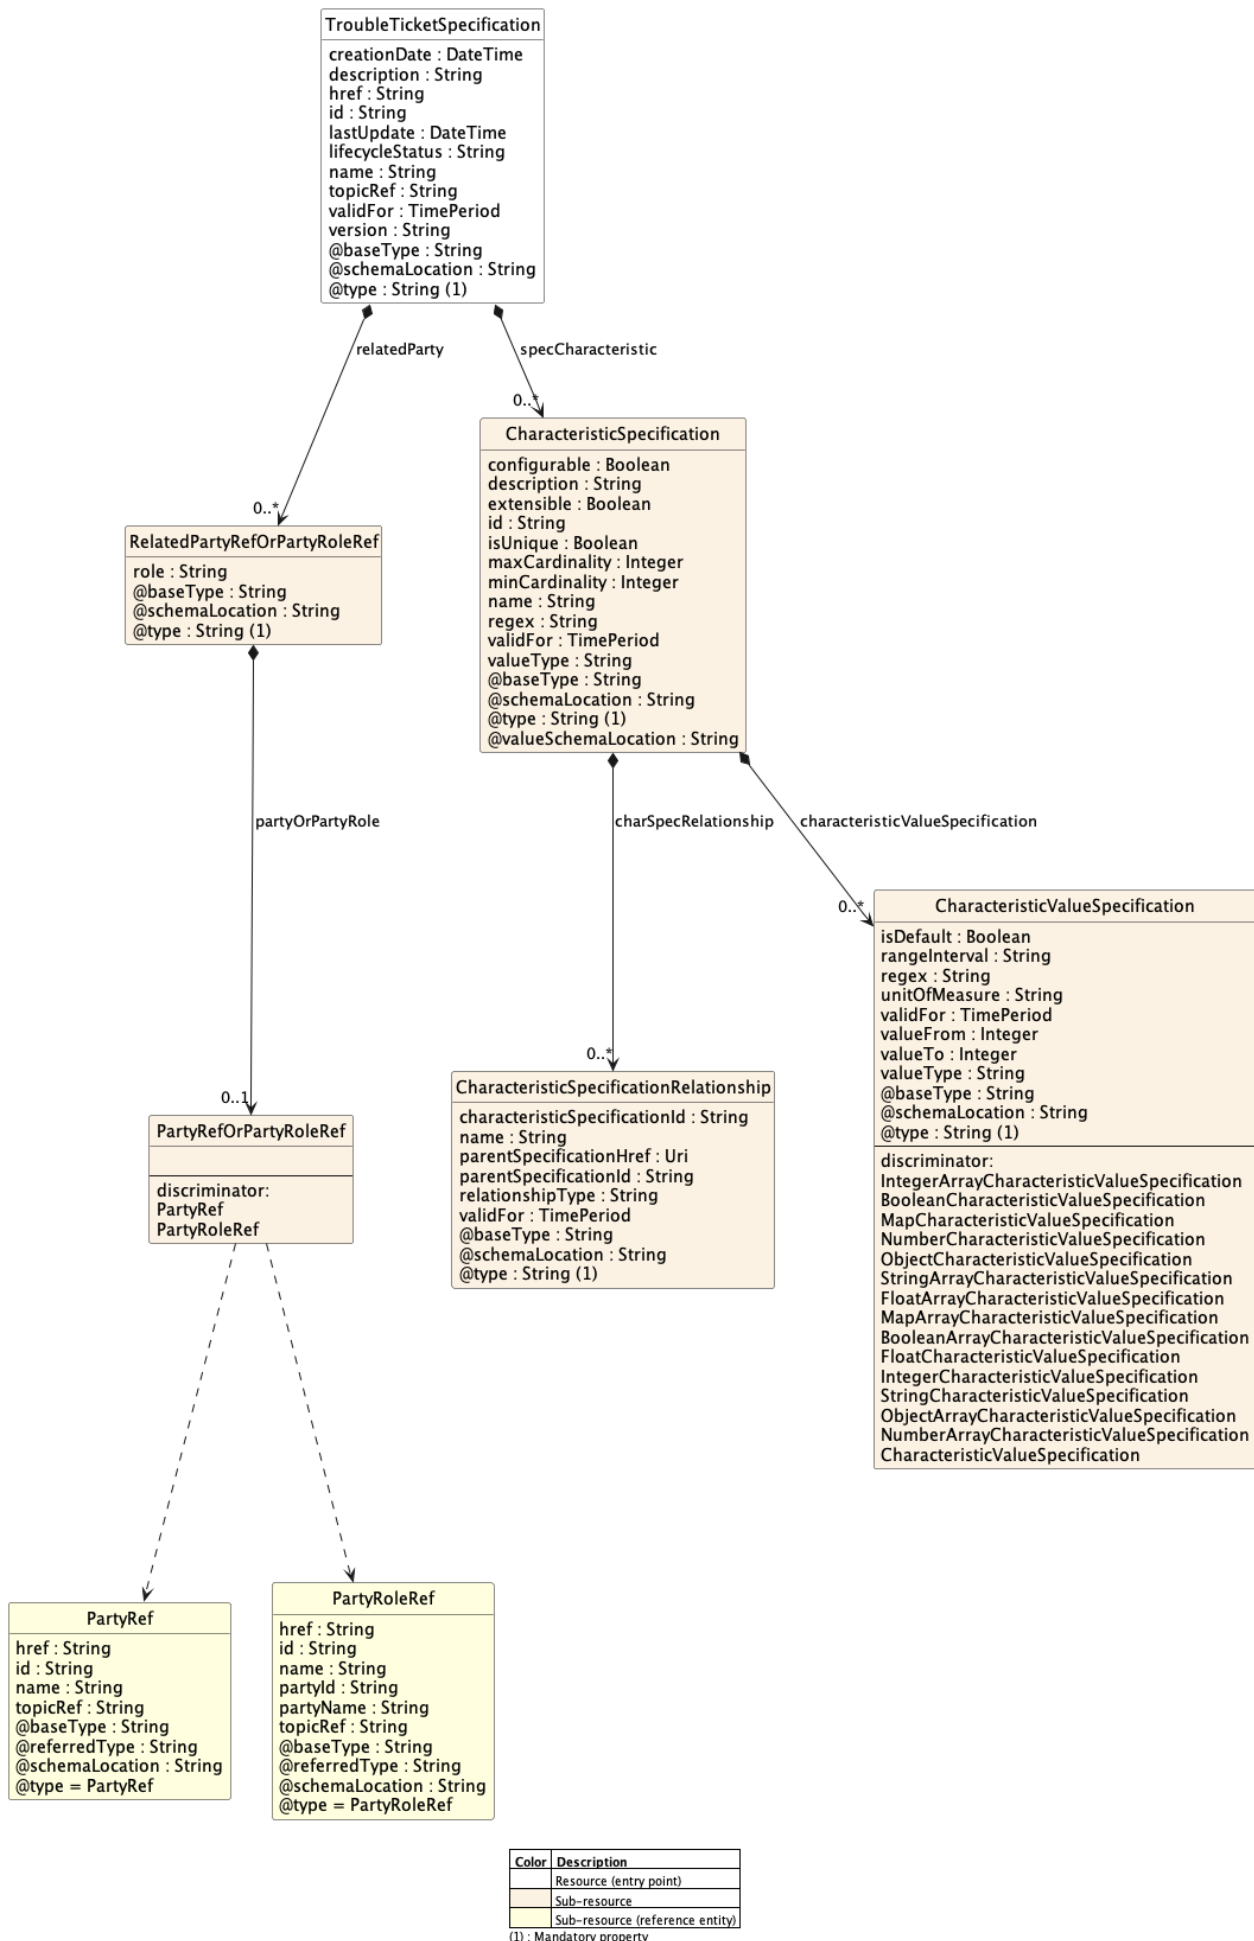 TroubleTicketSpecification
creationDate : DateTime
description : String
href : String
id : String
lastUpdate : DateTime
lifecycleStatus : String
name : String
topicRef : String
validFor : TimePeriod
version : String
@baseType : String
@schemaLocation : String
@type : String (1)
relatedParty
specCharacteristic
0..*
CharacteristicSpecification
configurable : Boolean
description : String
extensible : Boolean
id : String
isUnique : Boolean
maxCardinality : Integer
minCardinality : Integer
name : String
regex : String
validFor : TimePeriod
valueType : String
@baseType : String
@schemaLocation : String
@type : String (1)
@valueSchemaLocation : String
0..*
RelatedPartyRefOrPartyRoleRef
role : String
@baseType : String
@schemaLocation : String
@type : String (1)
partyOrPartyRole
charSpecRelationship
characteristicValueSpecification
0..*
CharacteristicValueSpecification
isDefault : Boolean
rangeInterval : String
regex : String
unitOfMeasure : String
validFor : TimePeriod
valueFrom : Integer
valueTo : Integer
valueType : String
@baseType : String
@schemaLocation : String
@type : String (1)
discriminator:
IntegerArrayCharacteristicValueSpecification
BooleanCharacteristicValueSpecification
MapCharacteristicValueSpecification
NumberCharacteristicValueSpecification
ObjectCharacteristicValueSpecification
StringArrayCharacteristicValueSpecification
FloatArrayCharacteristicValueSpecification
MapArrayCharacteristicValueSpecification
BooleanArrayCharacteristicValueSpecification
FloatCharacteristicValueSpecification
IntegerCharacteristicValueSpecification
StringCharacteristicValueSpecification
ObjectArrayCharacteristicValueSpecification
NumberArrayCharacteristicValueSpecification
CharacteristicValueSpecification
0..*
CharacteristicSpecificationRelationship
characteristicSpecificationId : String
name : String
parentSpecificationHref : Uri
parentSpecificationId : String
relationshipType : String
validFor : TimePeriod
@baseType : String
@schemaLocation : String
@type : String (1)
0..1
PartyRefOrPartyRoleRef
discriminator:
PartyRef
PartyRoleRef
PartyRef
href : String
id : String
name : String
topicRef : String
@baseType : String
@referredType : String
@schemaLocation : String
@type = PartyRef
PartyRoleRef
href : String
id : String
name : String
partyId : String
partyName : String
topicRef : String
@baseType : String
@referredType : String
@schemaLocation : String
@type = PartyRoleRef
Color Description
Resource (entry point)
Sub-resource
Sub-resource (reference entity)
(1) : Mandatory property